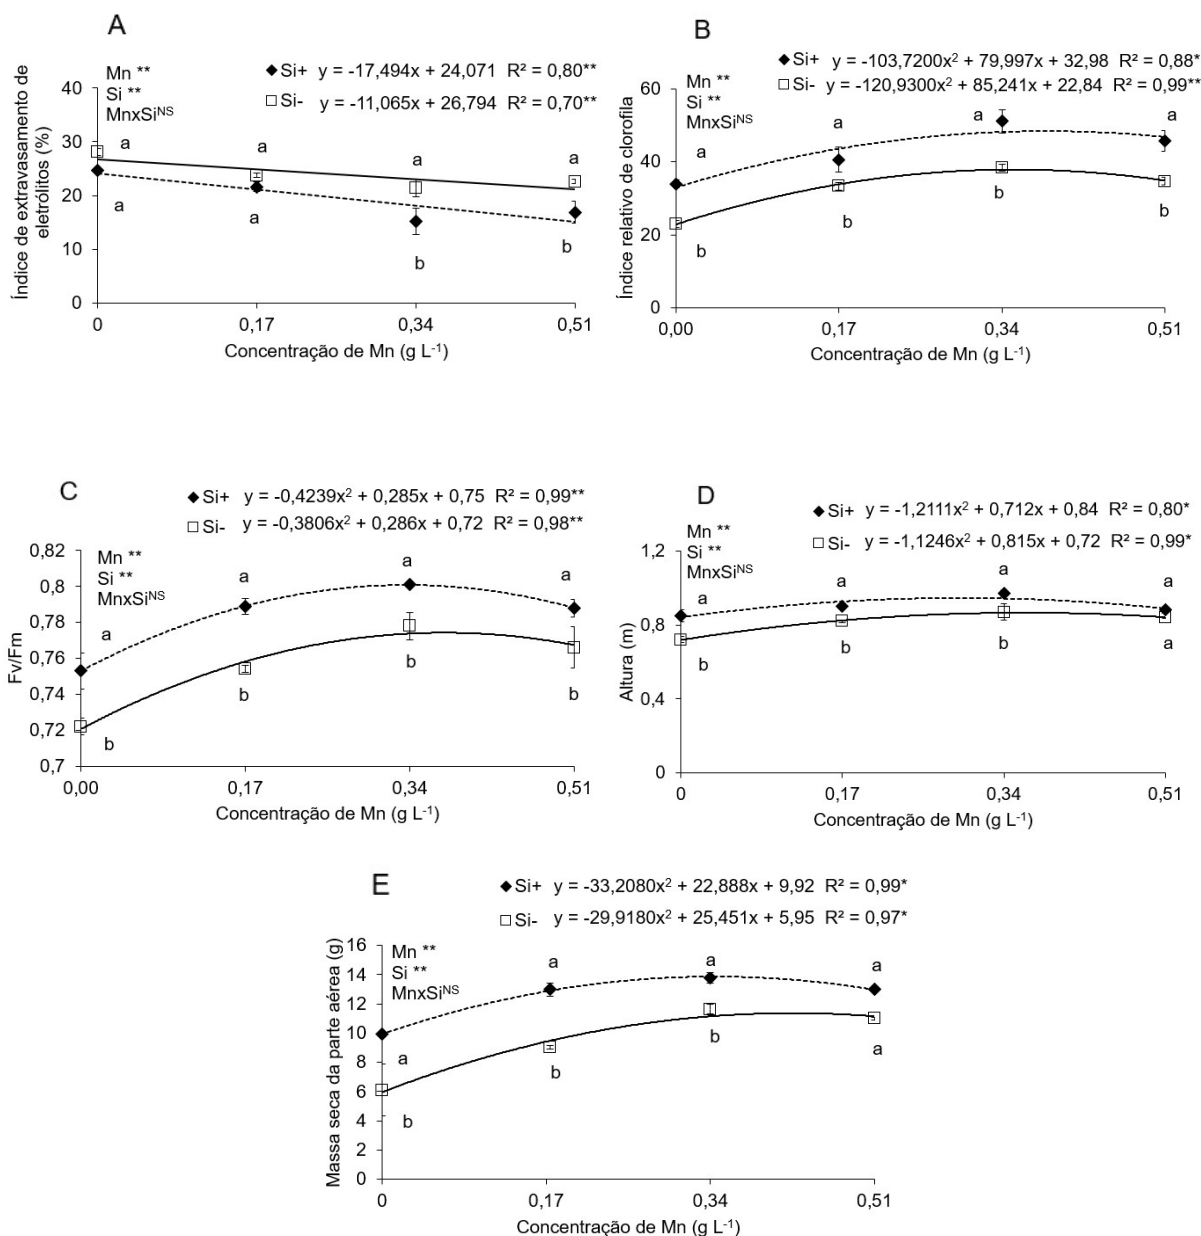 A
Mn **
Si **
MnxSi^NS
Si+ y = -17,494x + 24,071 R² = 0,80**
Si- y = -11,065x + 26,794 R² = 0,70**
Índice de extravasamento de
eletrólitos (%)
40
30
20
10
0
a
a
a
a
a
a
b
b
0
0,17
0,34
0,51
Concentração de Mn (g L⁻¹)
B
Mn **
Si **
MnxSi^NS
Si+ y = -103,7200x² + 79,997x + 32,98 R² = 0,88*
Si- y = -120,9300x² + 85,241x + 22,84 R² = 0,99**
Índice relativo de clorofila
60
40
20
0
a
a
a
a
b
b
b
b
0,00
0,17
0,34
0,51
Concentração de Mn (g L⁻¹)
C
Si+ y = -0,4239x² + 0,285x + 0,75 R² = 0,99**
Si- y = -0,3806x² + 0,286x + 0,72 R² = 0,98**
Mn **
Si **
MnxSi^NS
Fv/Fm
0,82
0,8
0,78
0,76
0,74
0,72
0,7
a
a
a
a
b
b
b
b
0,00
0,17
0,34
0,51
Concentração de Mn (g L⁻¹)
D
Si+ y = -1,2111x² + 0,712x + 0,84 R² = 0,80*
Si- y = -1,1246x² + 0,815x + 0,72 R² = 0,99*
Mn **
Si **
MnxSi^NS
Altura (m)
1,2
0,8
0,4
0
a
a
a
a
b
b
b
a
0
0,17
0,34
0,51
Concentração de Mn (g L⁻¹)
E
Si+ y = -33,2080x² + 22,888x + 9,92 R² = 0,99*
Si- y = -29,9180x² + 25,451x + 5,95 R² = 0,97*
Mn **
Si **
MnxSi^NS
Massa seca da parte aérea (g)
16
14
12
10
8
6
4
2
0
a
a
a
a
b
b
b
a
0
0,17
0,34
0,51
Concentração de Mn (g L⁻¹)